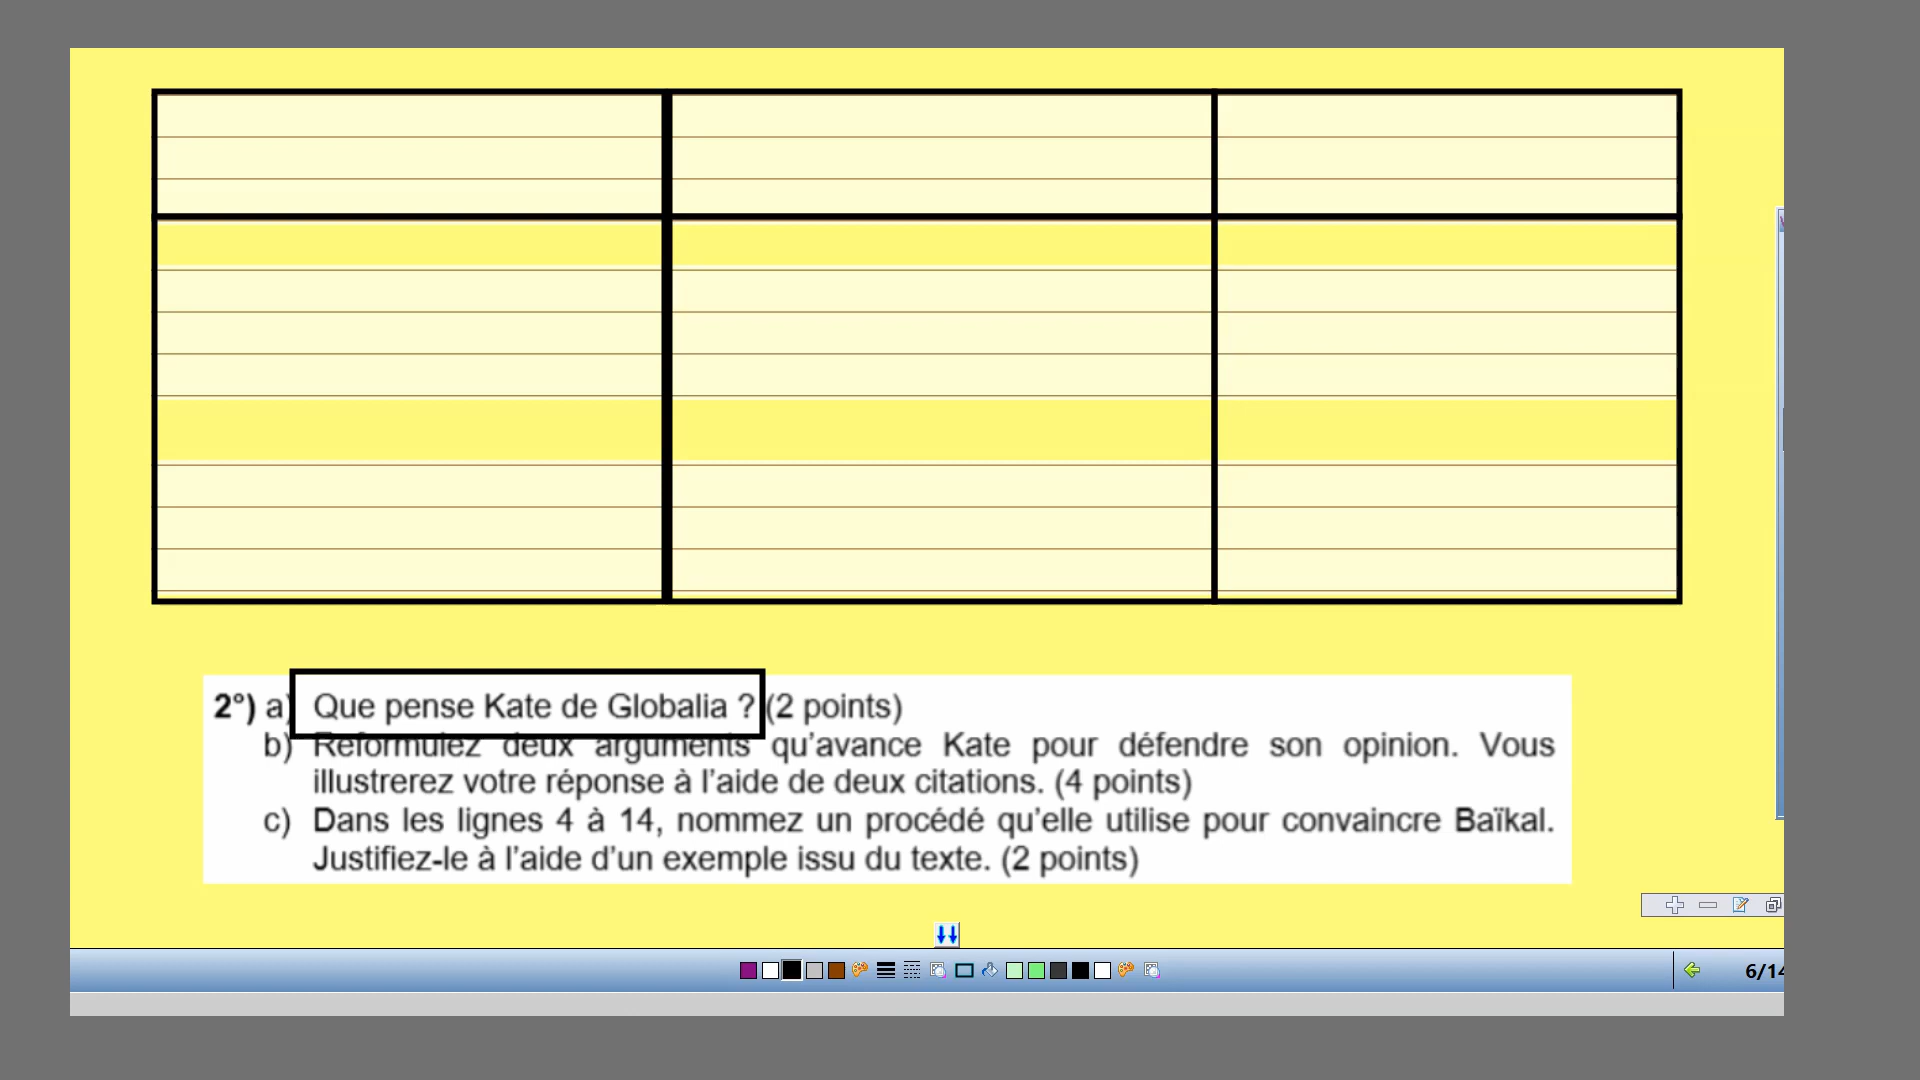 2°) a) Que pense Kate de Globalia ? (2 points)
b) Reformulez deux arguments qu'avance Kate pour défendre son opinion. Vous
illustrerez votre réponse à l'aide de deux citations. (4 points)
c) Dans les lignes 4 à 14, nommez un procédé qu'elle utilise pour convaincre Baïkal.
Justifiez-le à l'aide d'un exemple issu du texte. (2 points)
6/14